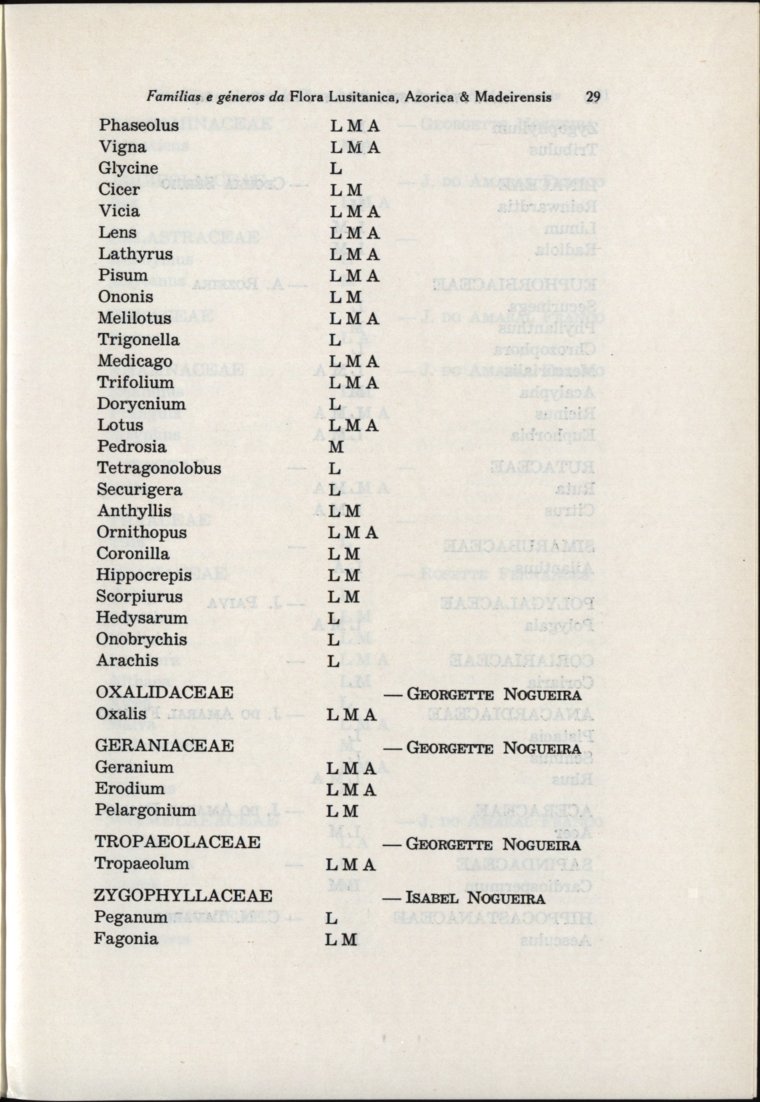 Famílias e géneros da Flora Lusitanica, Azorica & Madeirensis 29
Phaseolus L M A
Vigna L M A
Glycine L
Cicer L M
Vicia L M A
Lens L M A
Lathyrus L M A
Pisum L M A
Ononis L M
Melilotus L M A
Trigonella L
Medicago L M A
Trifolium L M A
Dorycnium L
Lotus L M A
Pedrosia M
Tetragonolobus L
Securigera L
Anthyllis L M
Ornithopus L M A
Coronilla L M
Hippocrepis L M
Scorpiurus L M
Hedysarum L
Onobrychis L
Arachis L
OXALIDACEAE — GEORGETTE NOGUEIRA
Oxalis L M A
GERANIACEAE — GEORGETTE NOGUEIRA
Geranium L M A
Erodium L M A
Pelargonium L M
TROPAEOLACEAE — GEORGETTE NOGUEIRA
Tropaeolum L M A
ZYGOPHYLLACEAE — ISABEL NOGUEIRA
Peganum L
Fagonia L M